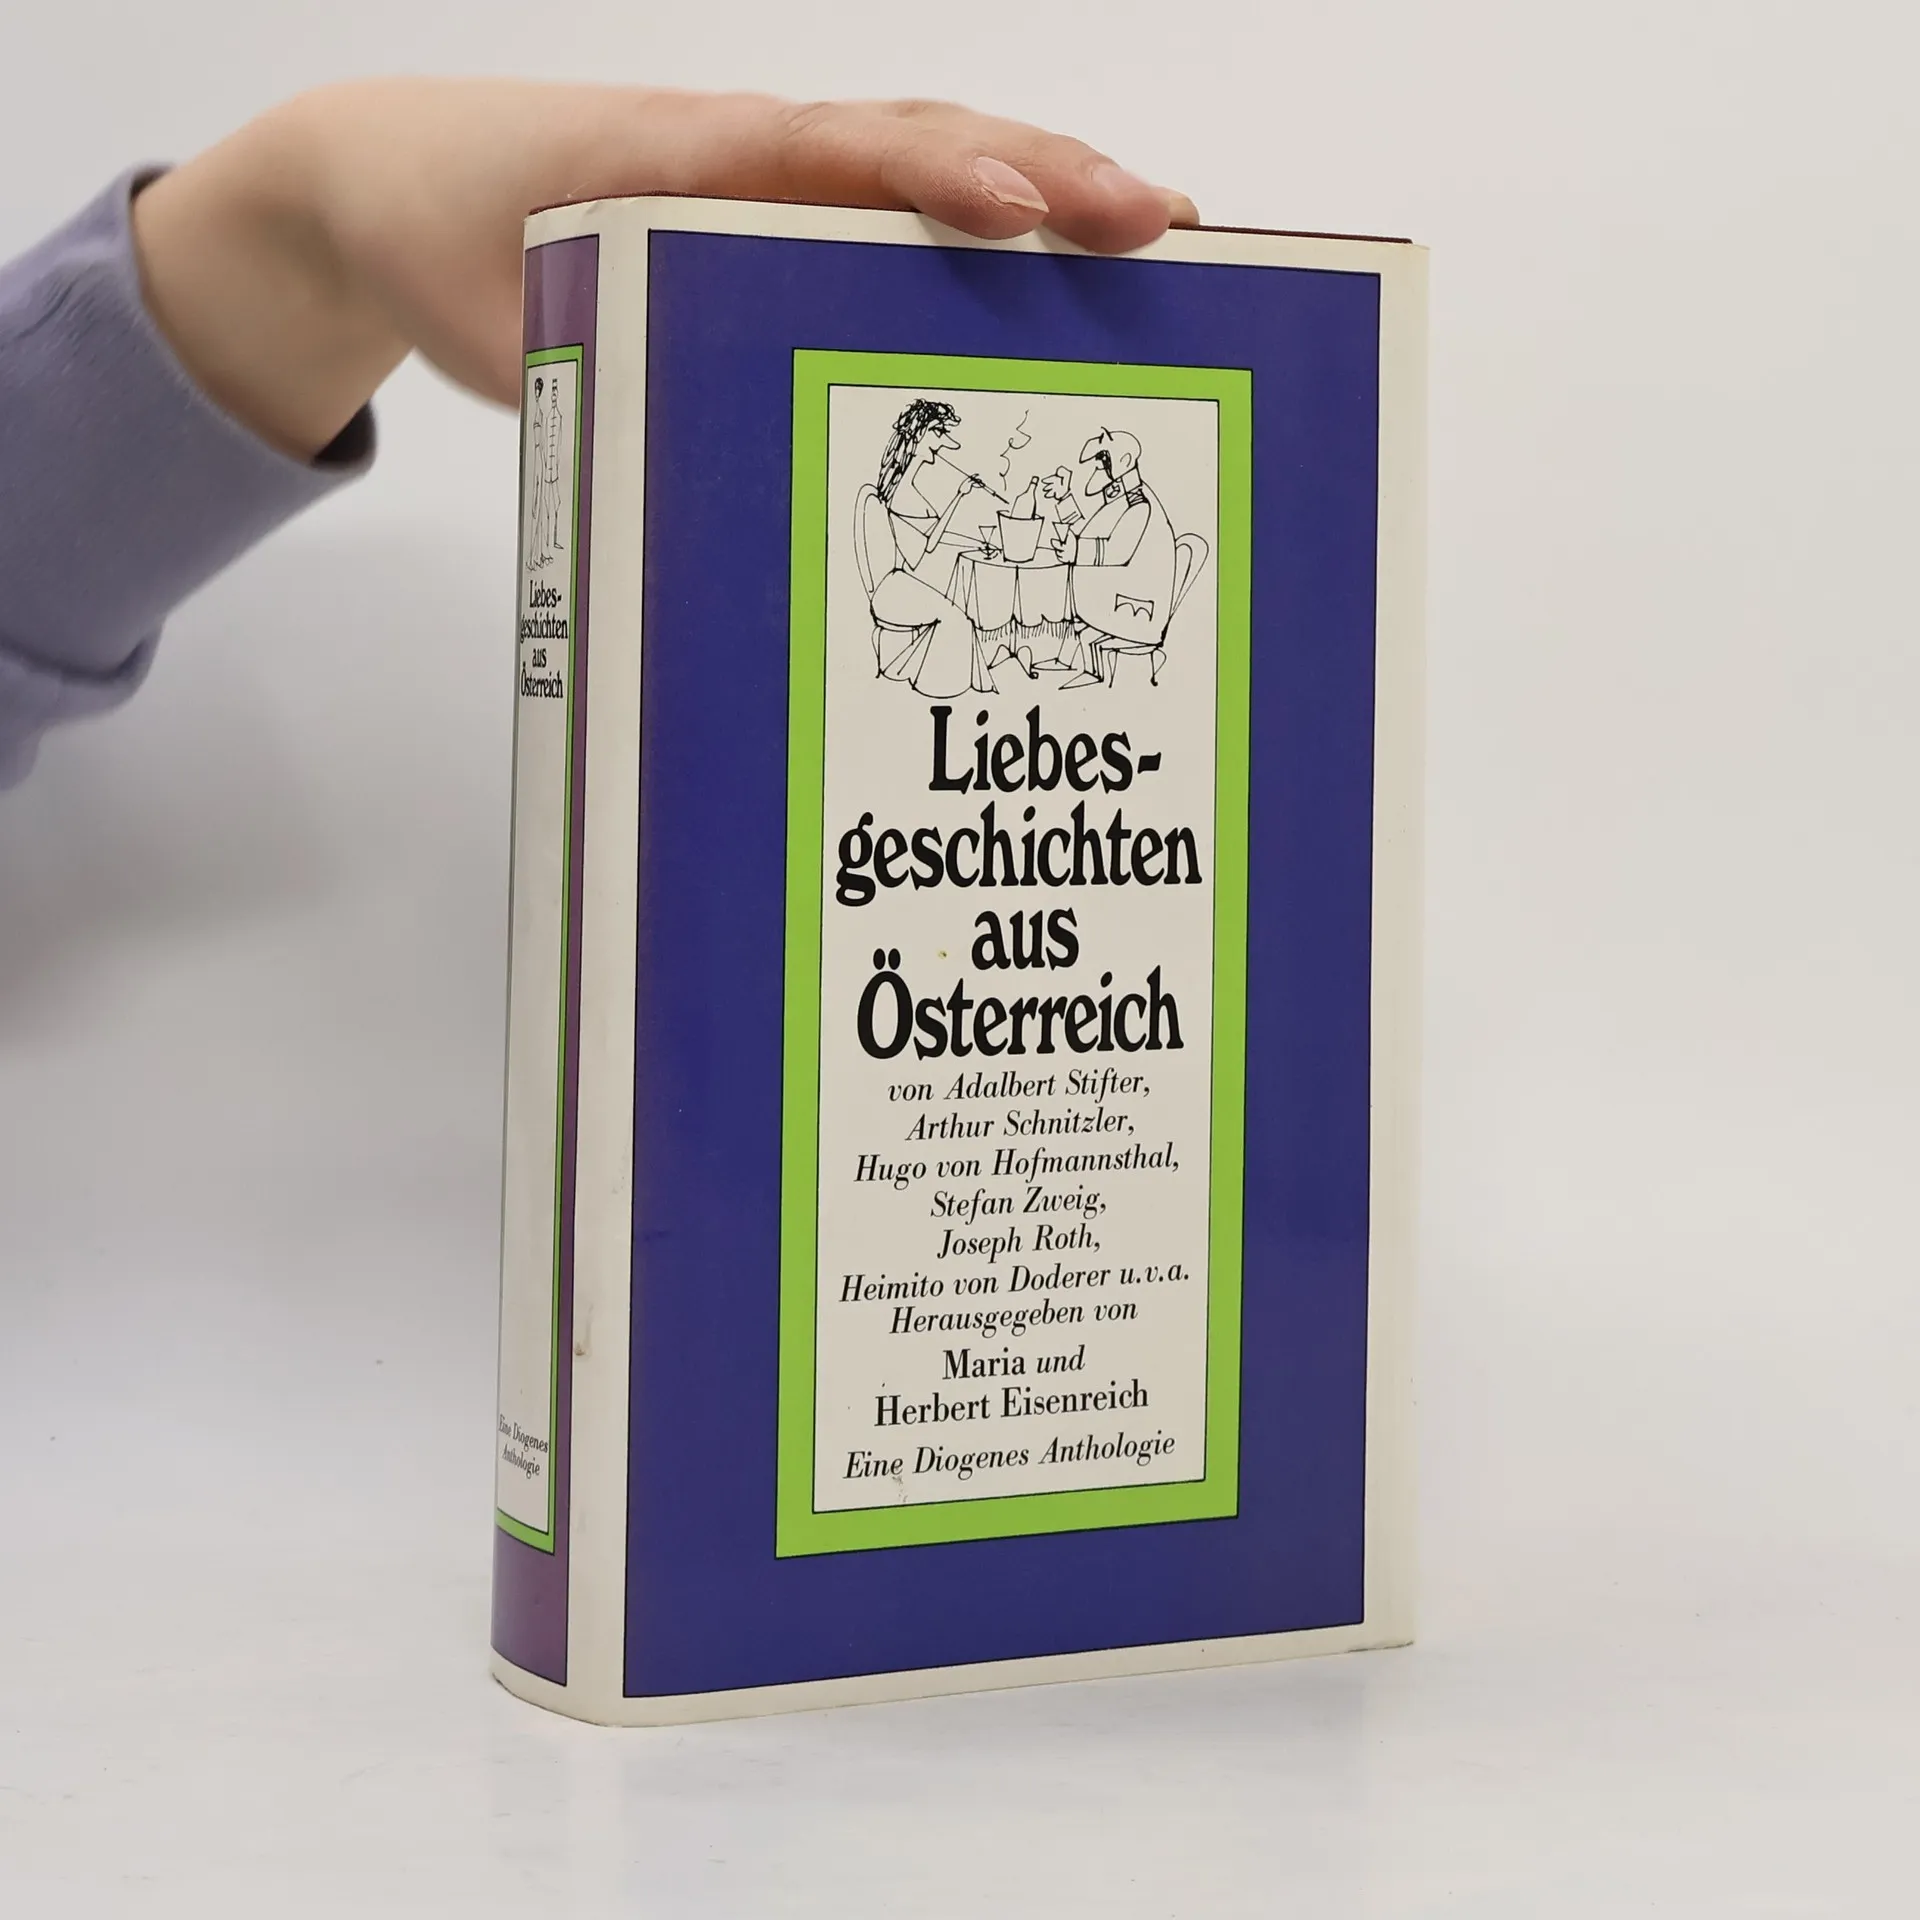 Liebes-
geschichten
aus
Österreich
Eine Diogenes
Anthologie
Liebes-
geschichten
aus
Österreich
von Adalbert Stifter,
Arthur Schnitzler,
Hugo von Hofmannsthal,
Stefan Zweig,
Joseph Roth,
Heimito von Doderer u.v.a.
Herausgegeben von
Maria und
Herbert Eisenreich
Eine Diogenes Anthologie